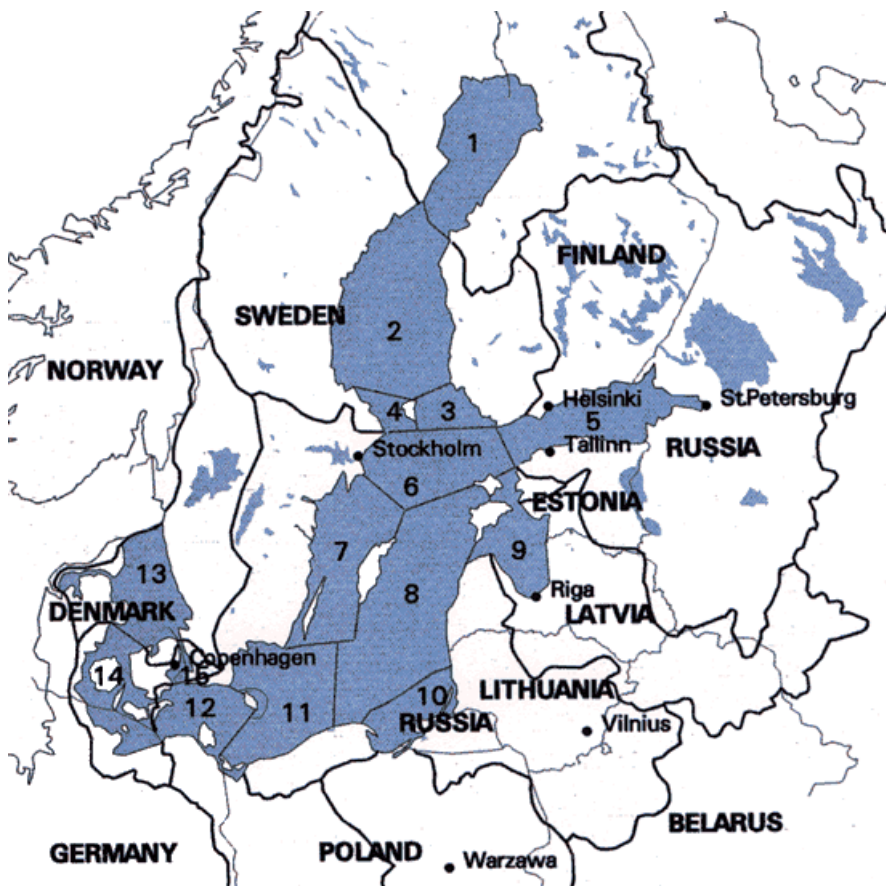 1
FINLAND
SWEDEN
2
NORWAY
4
3
Helsinki
5
St.Petersburg
Stockholm
Tallinn
RUSSIA
6
ESTONIA
7
9
13
8
Riga
DENMARK
LATVIA
Copenhagen
14
15
LITHUANIA
10
12
11
RUSSIA
Vilnius
BELARUS
GERMANY
POLAND
Warzawa